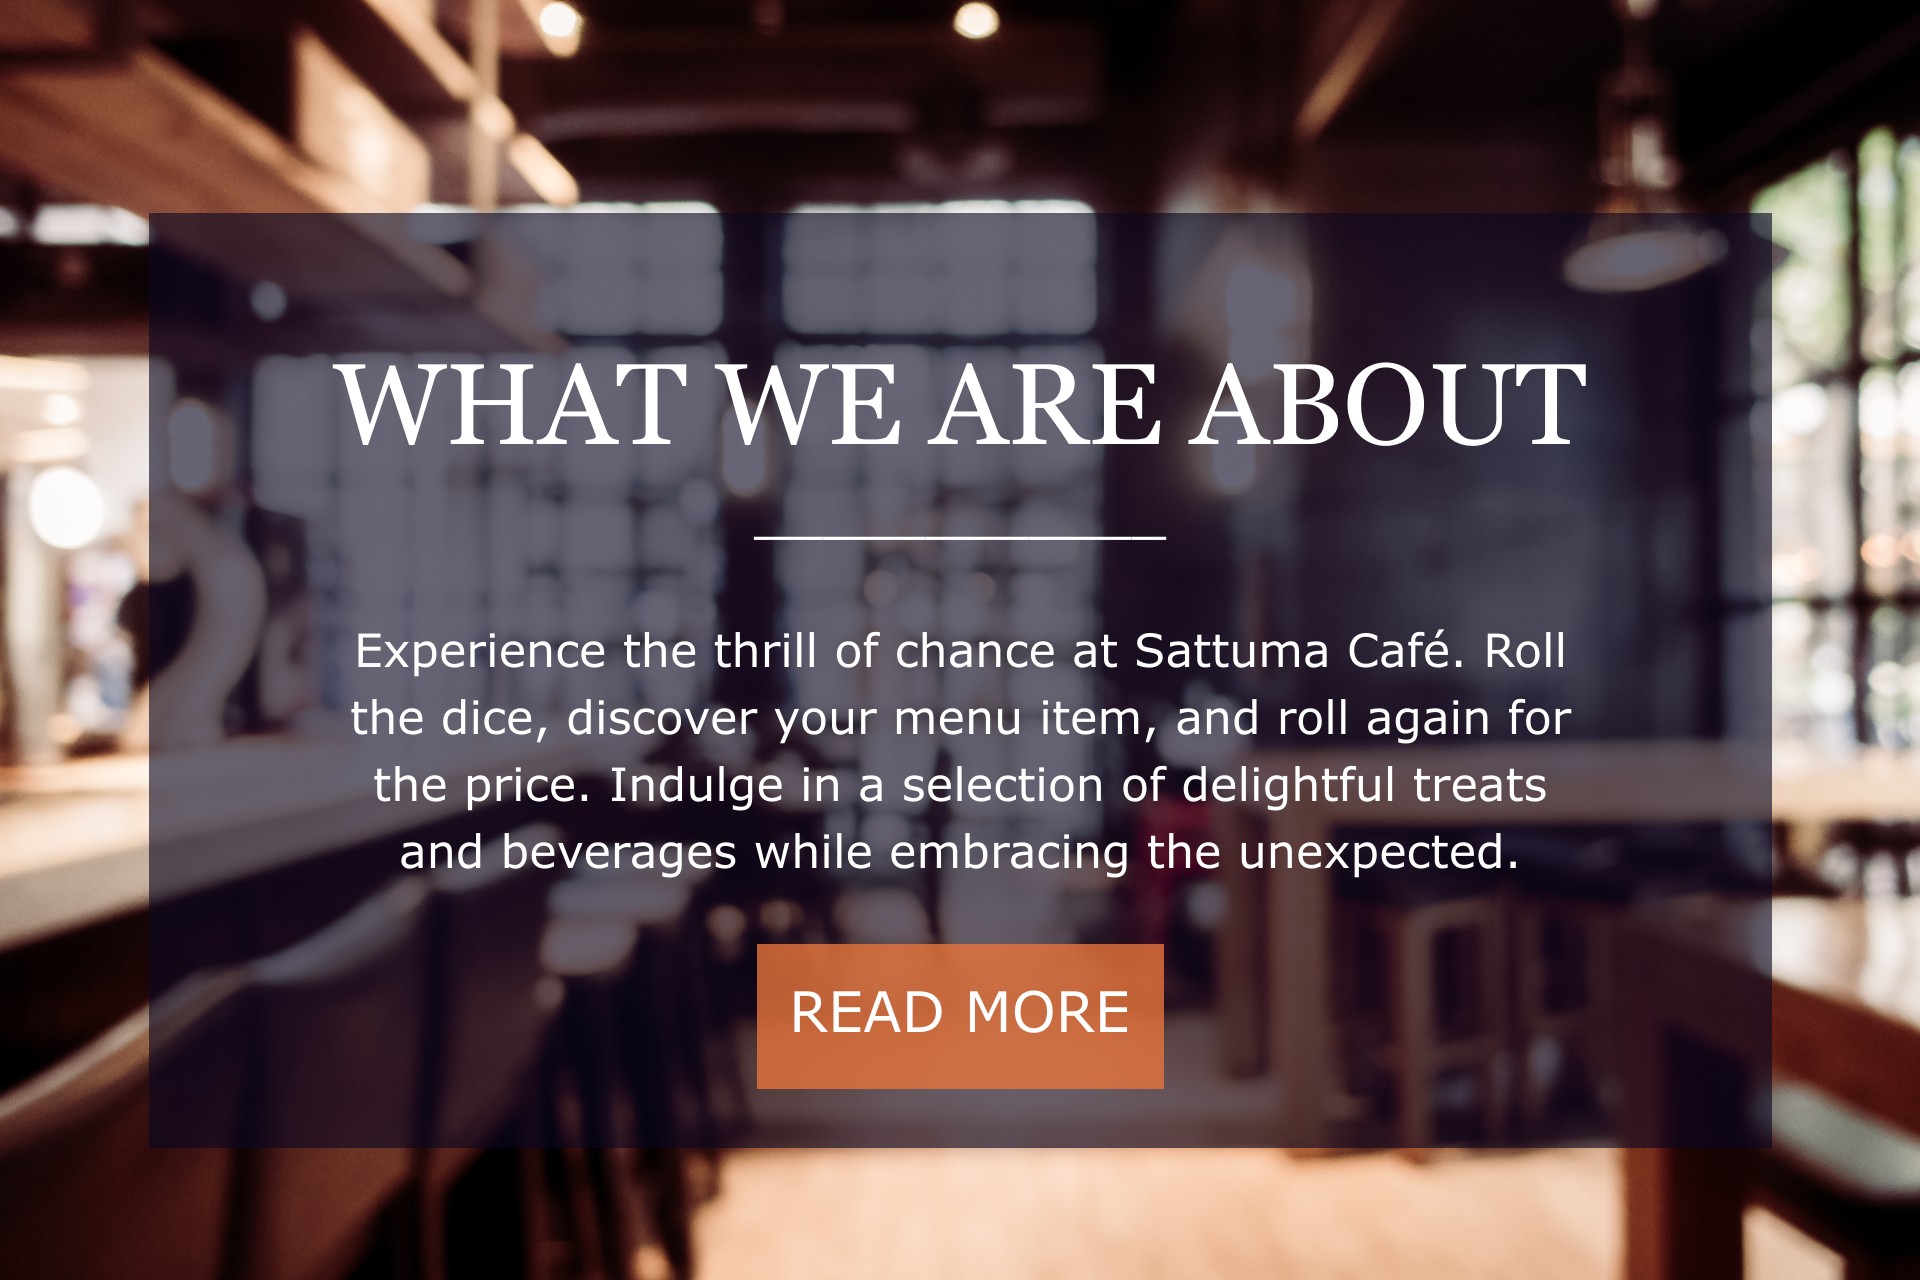 WHAT WE ARE ABOUT
Experience the thrill of chance at Sattuma Café. Roll
the dice, discover your menu item, and roll again for
the price. Indulge in a selection of delightful treats
and beverages while embracing the unexpected.
READ MORE